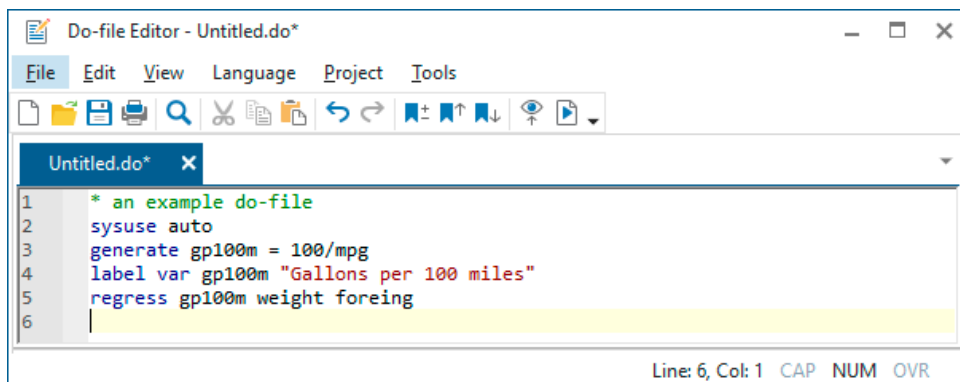 Do-file Editor - Untitled.do*
File Edit View Language Project Tools
Untitled.do*
1 * an example do-file
2 sysuse auto
3 generate gp100m = 100/mpg
4 label var gp100m "Gallons per 100 miles"
5 regress gp100m weight foreing
6
Line: 6, Col: 1 CAP NUM OVR